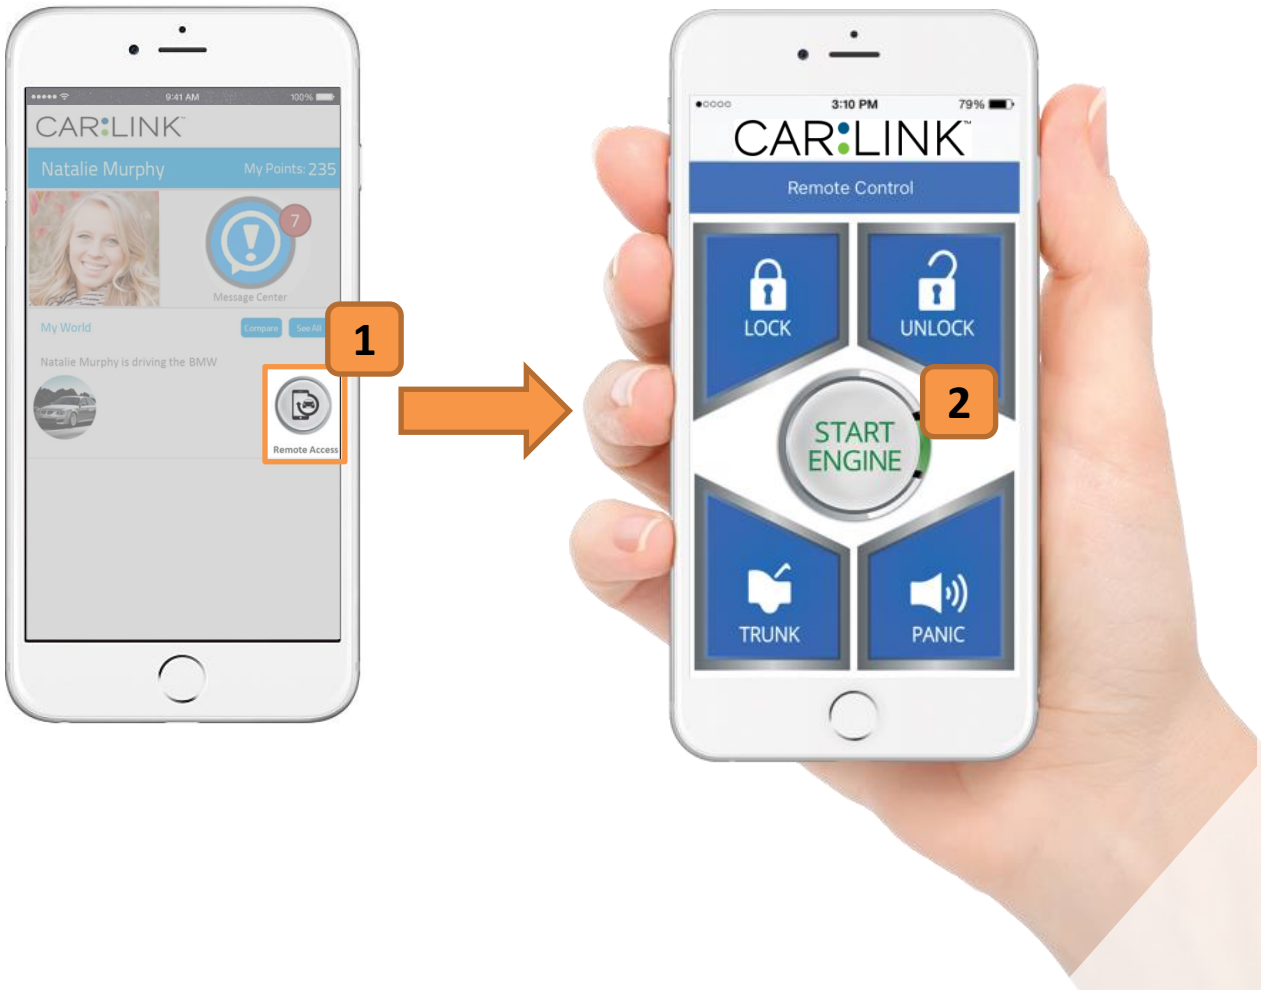 9:41 AM
100%
CAR:LINK™
Natalie Murphy
My Points: 235
7
Message Center
My World
Compare
See All
Natalie Murphy is driving the BMW
Remote Access
1
3:10 PM
79%
CAR:LINK™
Remote Control
LOCK
UNLOCK
START
ENGINE
2
TRUNK
PANIC